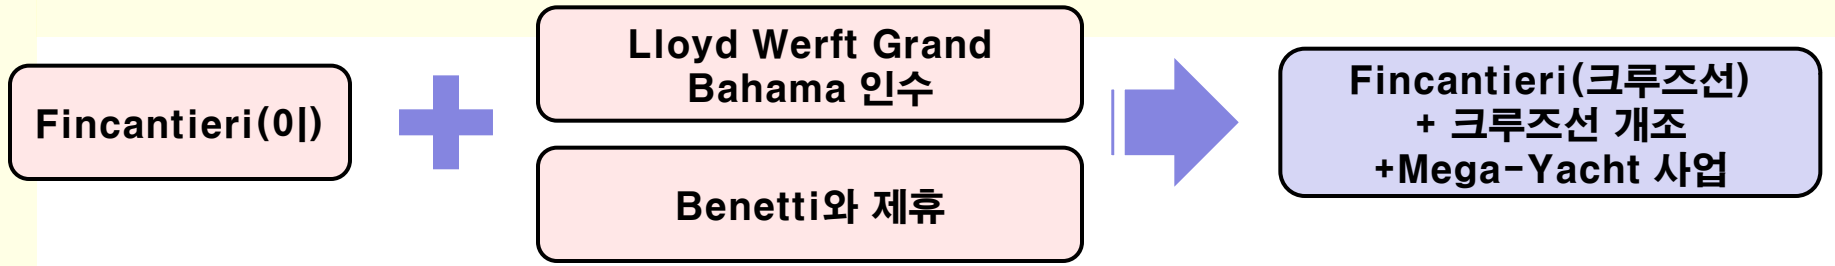 Fincantieri(이)
Lloyd Werft Grand
Bahama 인수
Benetti와 제휴
Fincantieri(크루즈선)
+ 크루즈선 개조
+Mega-Yacht 사업